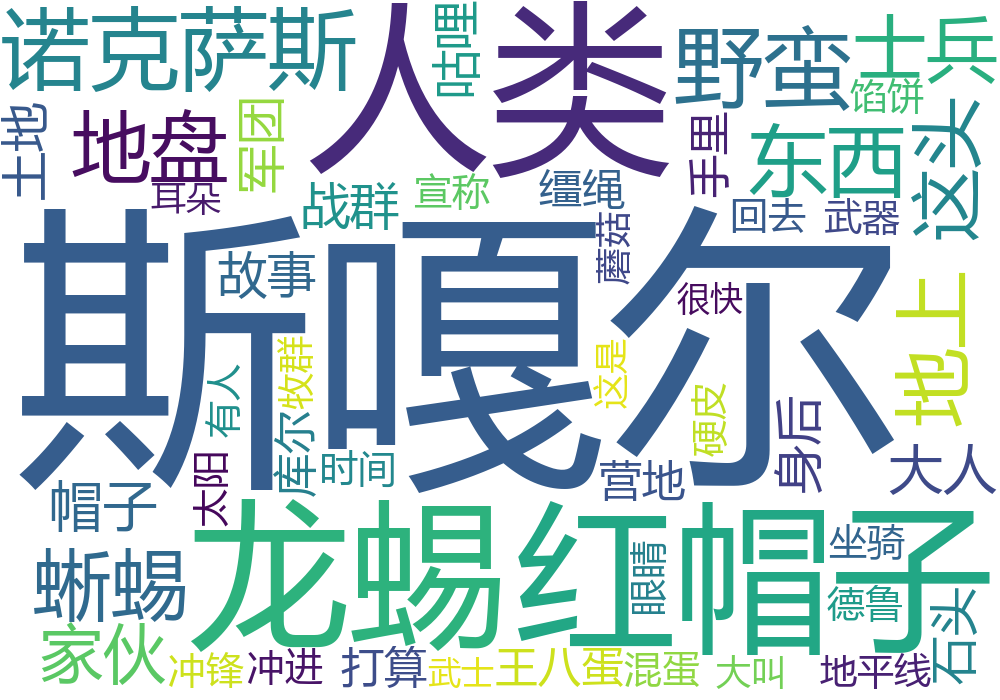 诺克萨斯
人类
咕哩
野蛮
士兵
馅饼
土地
地盘
军团
手里
东西
这头
耳朵
战群
宣称
缰绳
回去
武器
斯嘎尔
故事
蘑菇
很快
地上
牧群
这是
有人
硬皮
身后
库尔
太阳
时间
营地
大人
帽子
龙蜥
红帽子
坐骑
蜥蜴
眼睛
德鲁
石头
家伙
冲锋
冲进
打算
武士
王八蛋
混蛋
大叫
地平线